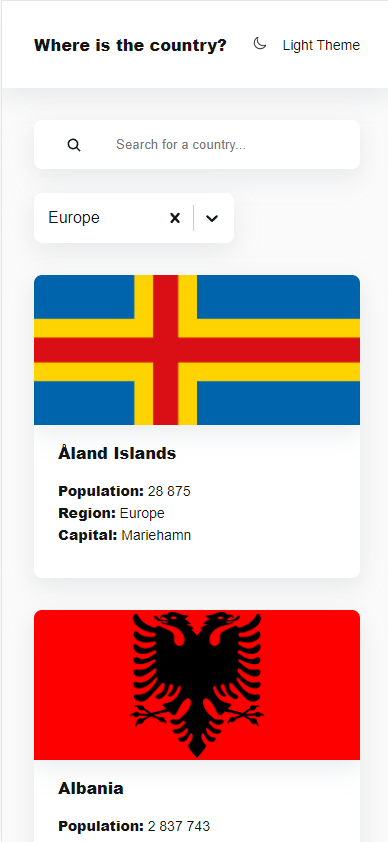 Where is the country?
Light Theme
Search for a country...
Europe
Åland Islands
Population: 28 875
Region: Europe
Capital: Mariehamn
Albania
Population: 2 837 743